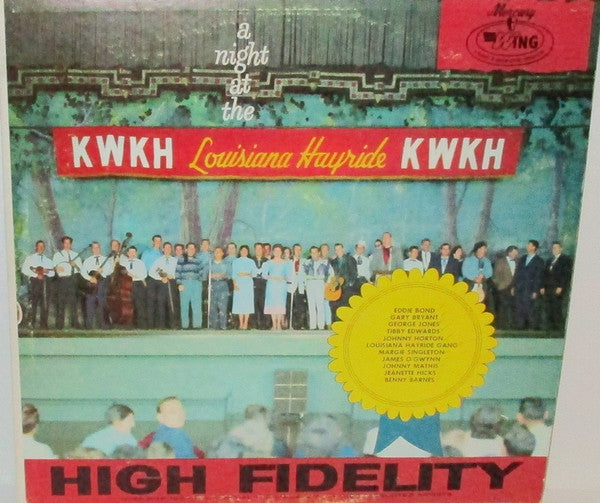 a
night
at
the
Mercury
WING
KWKH Louisiana Hayride KWKH
EDDIE BOND
GARY BRYANT
GEORGE JONES
TIBBY EDWARDS
JOHNNY HORTON
LOUISIANA HAYRIDE GANG
MARGIE SINGLETON
JAMES O'GWYNN
JOHNNY MATHIS
JEANETTE HICKS
BENNY BARNES
HIGH FIDELITY